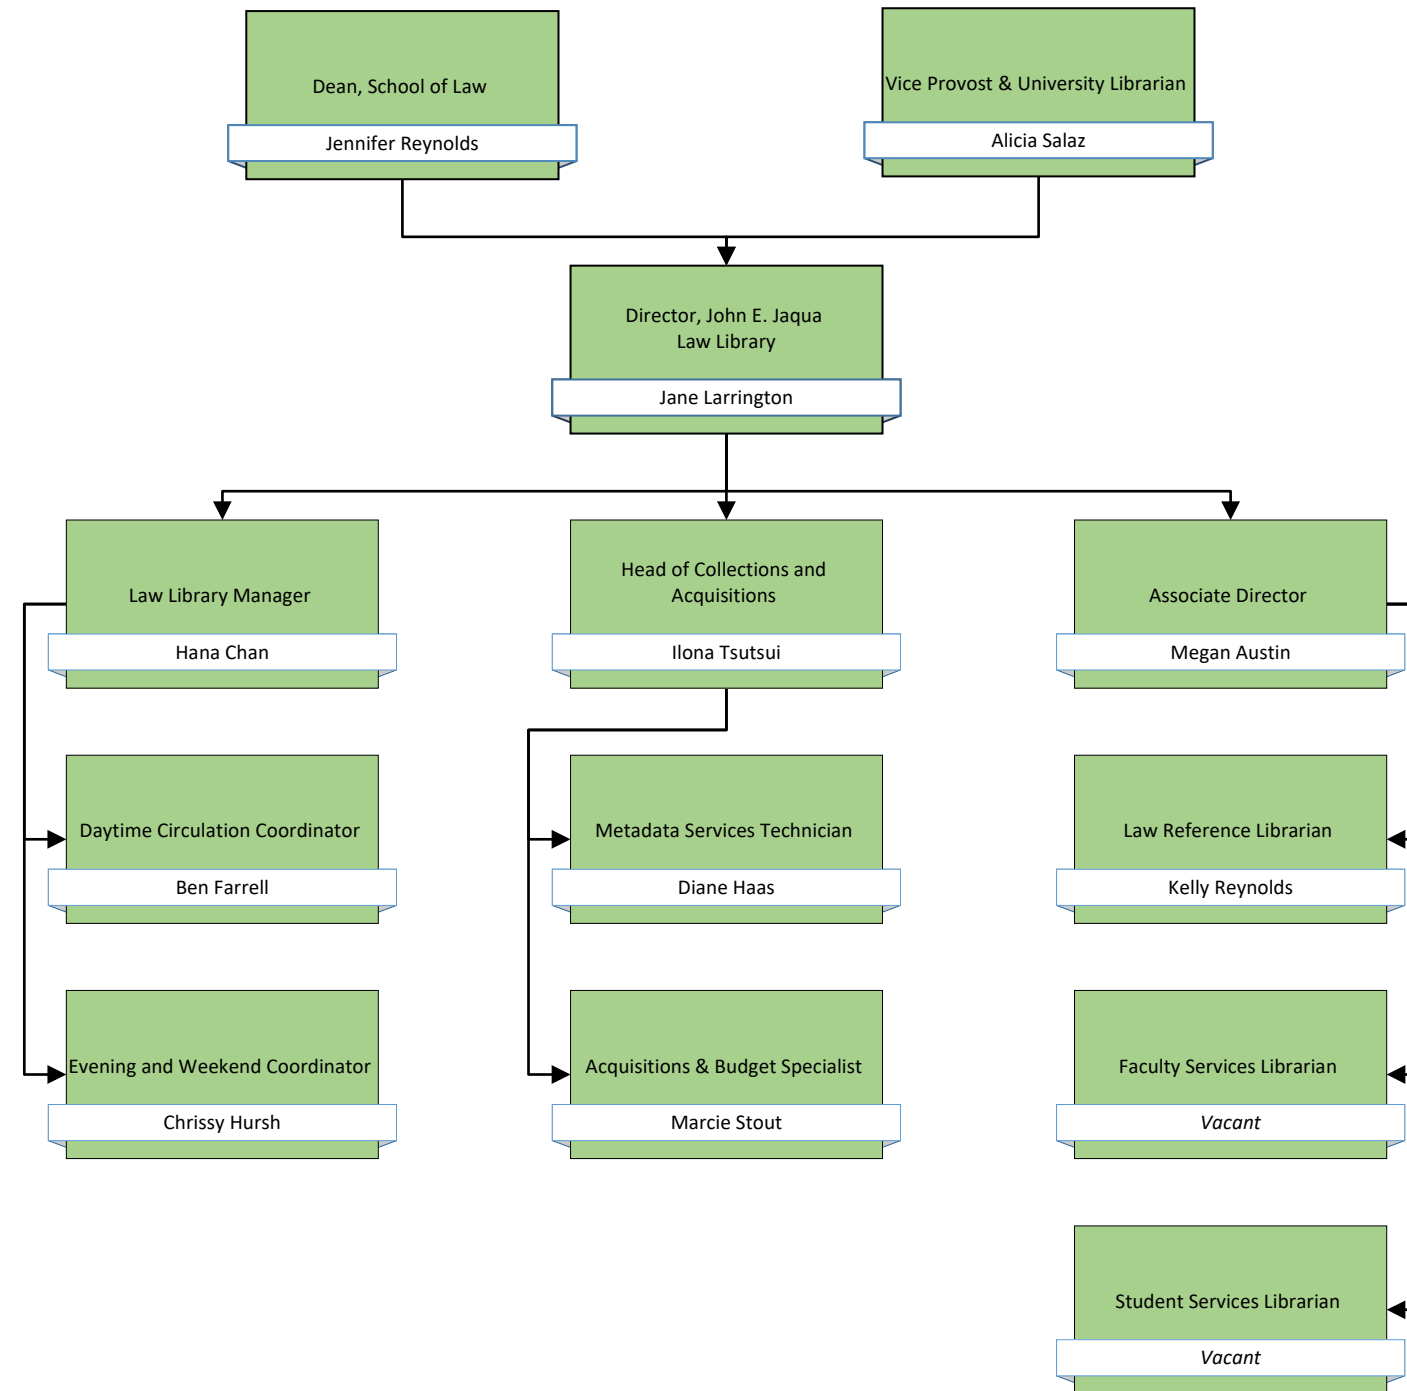 Dean, School of Law
Jennifer Reynolds
Vice Provost & University Librarian
Alicia Salaz
Director, John E. Jaqua
Law Library
Jane Larrington
Law Library Manager
Hana Chan
Head of Collections and
Acquisitions
Ilona Tsutsui
Associate Director
Megan Austin
Daytime Circulation Coordinator
Ben Farrell
Metadata Services Technician
Diane Haas
Law Reference Librarian
Kelly Reynolds
Evening and Weekend Coordinator
Chrissy Hursh
Acquisitions & Budget Specialist
Marcie Stout
Faculty Services Librarian
Vacant
Student Services Librarian
Vacant